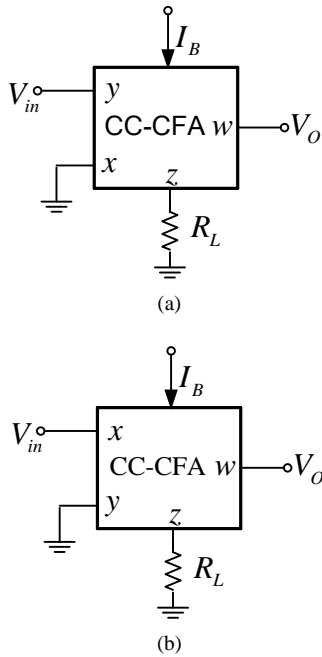 I_B
V_in y
CC-CFA w V_O
x
z
R_L
(a)
I_B
V_in x
CC-CFA w V_O
y
z
R_L
(b)